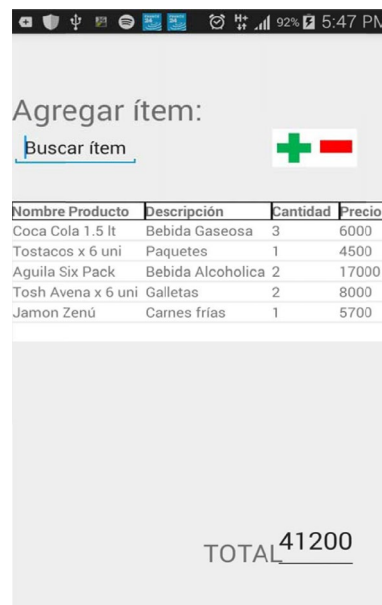 92% 5:47 PM
Agregar ítem:
Buscar ítem
Nombre Producto Descripción Cantidad Precio
Coca Cola 1.5 lt Bebida Gaseosa 3 6000
Tostacos x 6 uni Paquetes 1 4500
Aguila Six Pack Bebida Alcoholica 2 17000
Tosh Avena x 6 uni Galletas 2 8000
Jamon Zenú Carnes frías 1 5700
TOTAL 41200